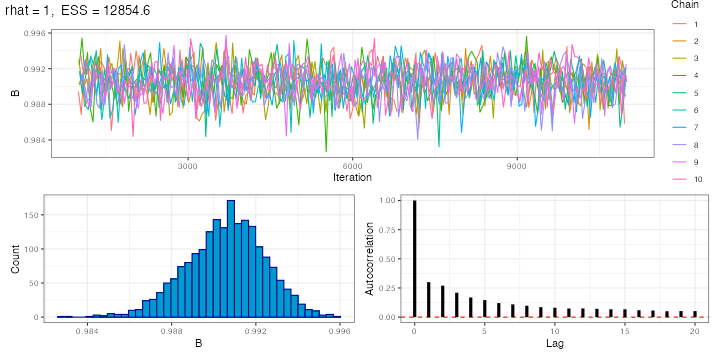 rhat = 1, ESS = 12854.6
Chain
1
2
3
4
5
6
7
8
9
10
B
0.996
0.992
0.988
0.984
3000 6000 9000
Iteration
Count
150
100
50
0
0.984 0.988 0.992 0.996
B
Autocorrelation
1.00
0.75
0.50
0.25
0.00
0 5 10 15 20
Lag